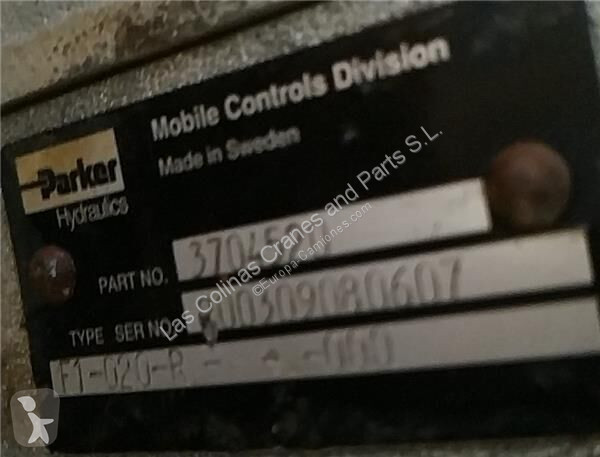 Parker
Hydraulics
Mobile Controls Division
Made in Sweden
PART NO.
TYPE SER NO.
F1-020-R - - -000
Las Colinas Cranes and Parts S.L.
©Europa-Camiones.com